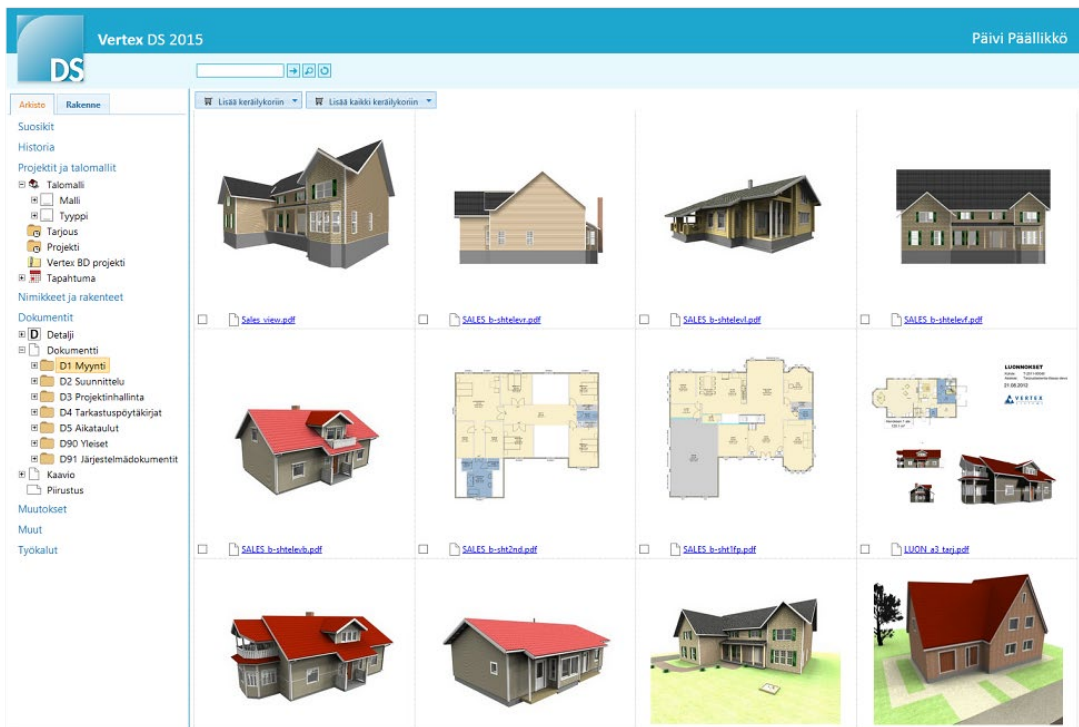 Vertex DS 2015
Päivi Päällikkö
DS
Arkisto
Rakenne
Lisää keräilykoriin
Lisää kaikki keräilykoriin
Suosikit
Historia
Projektit ja talomallit
Talomalli
Malli
Tyyppi
Tarjous
Projekti
Vertex BD projekti
Tapahtuma
Nimikkeet ja rakenteet
Dokumentit
D Detalji
Dokumentti
D1 Myynti
D2 Suunnittelu
D3 Projektinhallinta
D4 Tarkastuspöytäkirjat
D5 Aikataulut
D90 Yleiset
D91 Järjestelmädokumentit
Kaavio
Piirustus
Muutokset
Muut
Työkalut
Sales_view.pdf
SALES_b-shtelevr.pdf
SALES_b-shtelevl.pdf
SALES_b-shtelevf.pdf
LUONNOKSET
21.08.2012
VERTEX
SALES_b-shtelevb.pdf
SALES_b-sht2nd.pdf
SALES_b-sht1fp.pdf
LUON_a3_tarj.pdf